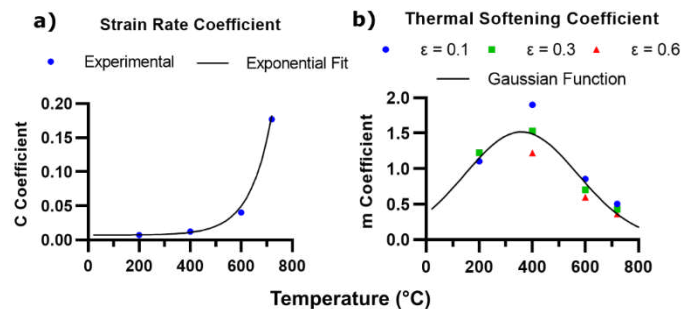 a) Strain Rate Coefficient
Experimental Exponential Fit
0.20
0.15
0.10
0.05
0.00
C Coefficient
0 200 400 600 800
b) Thermal Softening Coefficient
ε = 0.1 ε = 0.3 ε = 0.6
Gaussian Function
2.0
1.5
1.0
0.5
0.0
m Coefficient
0 200 400 600 800
Temperature (°C)